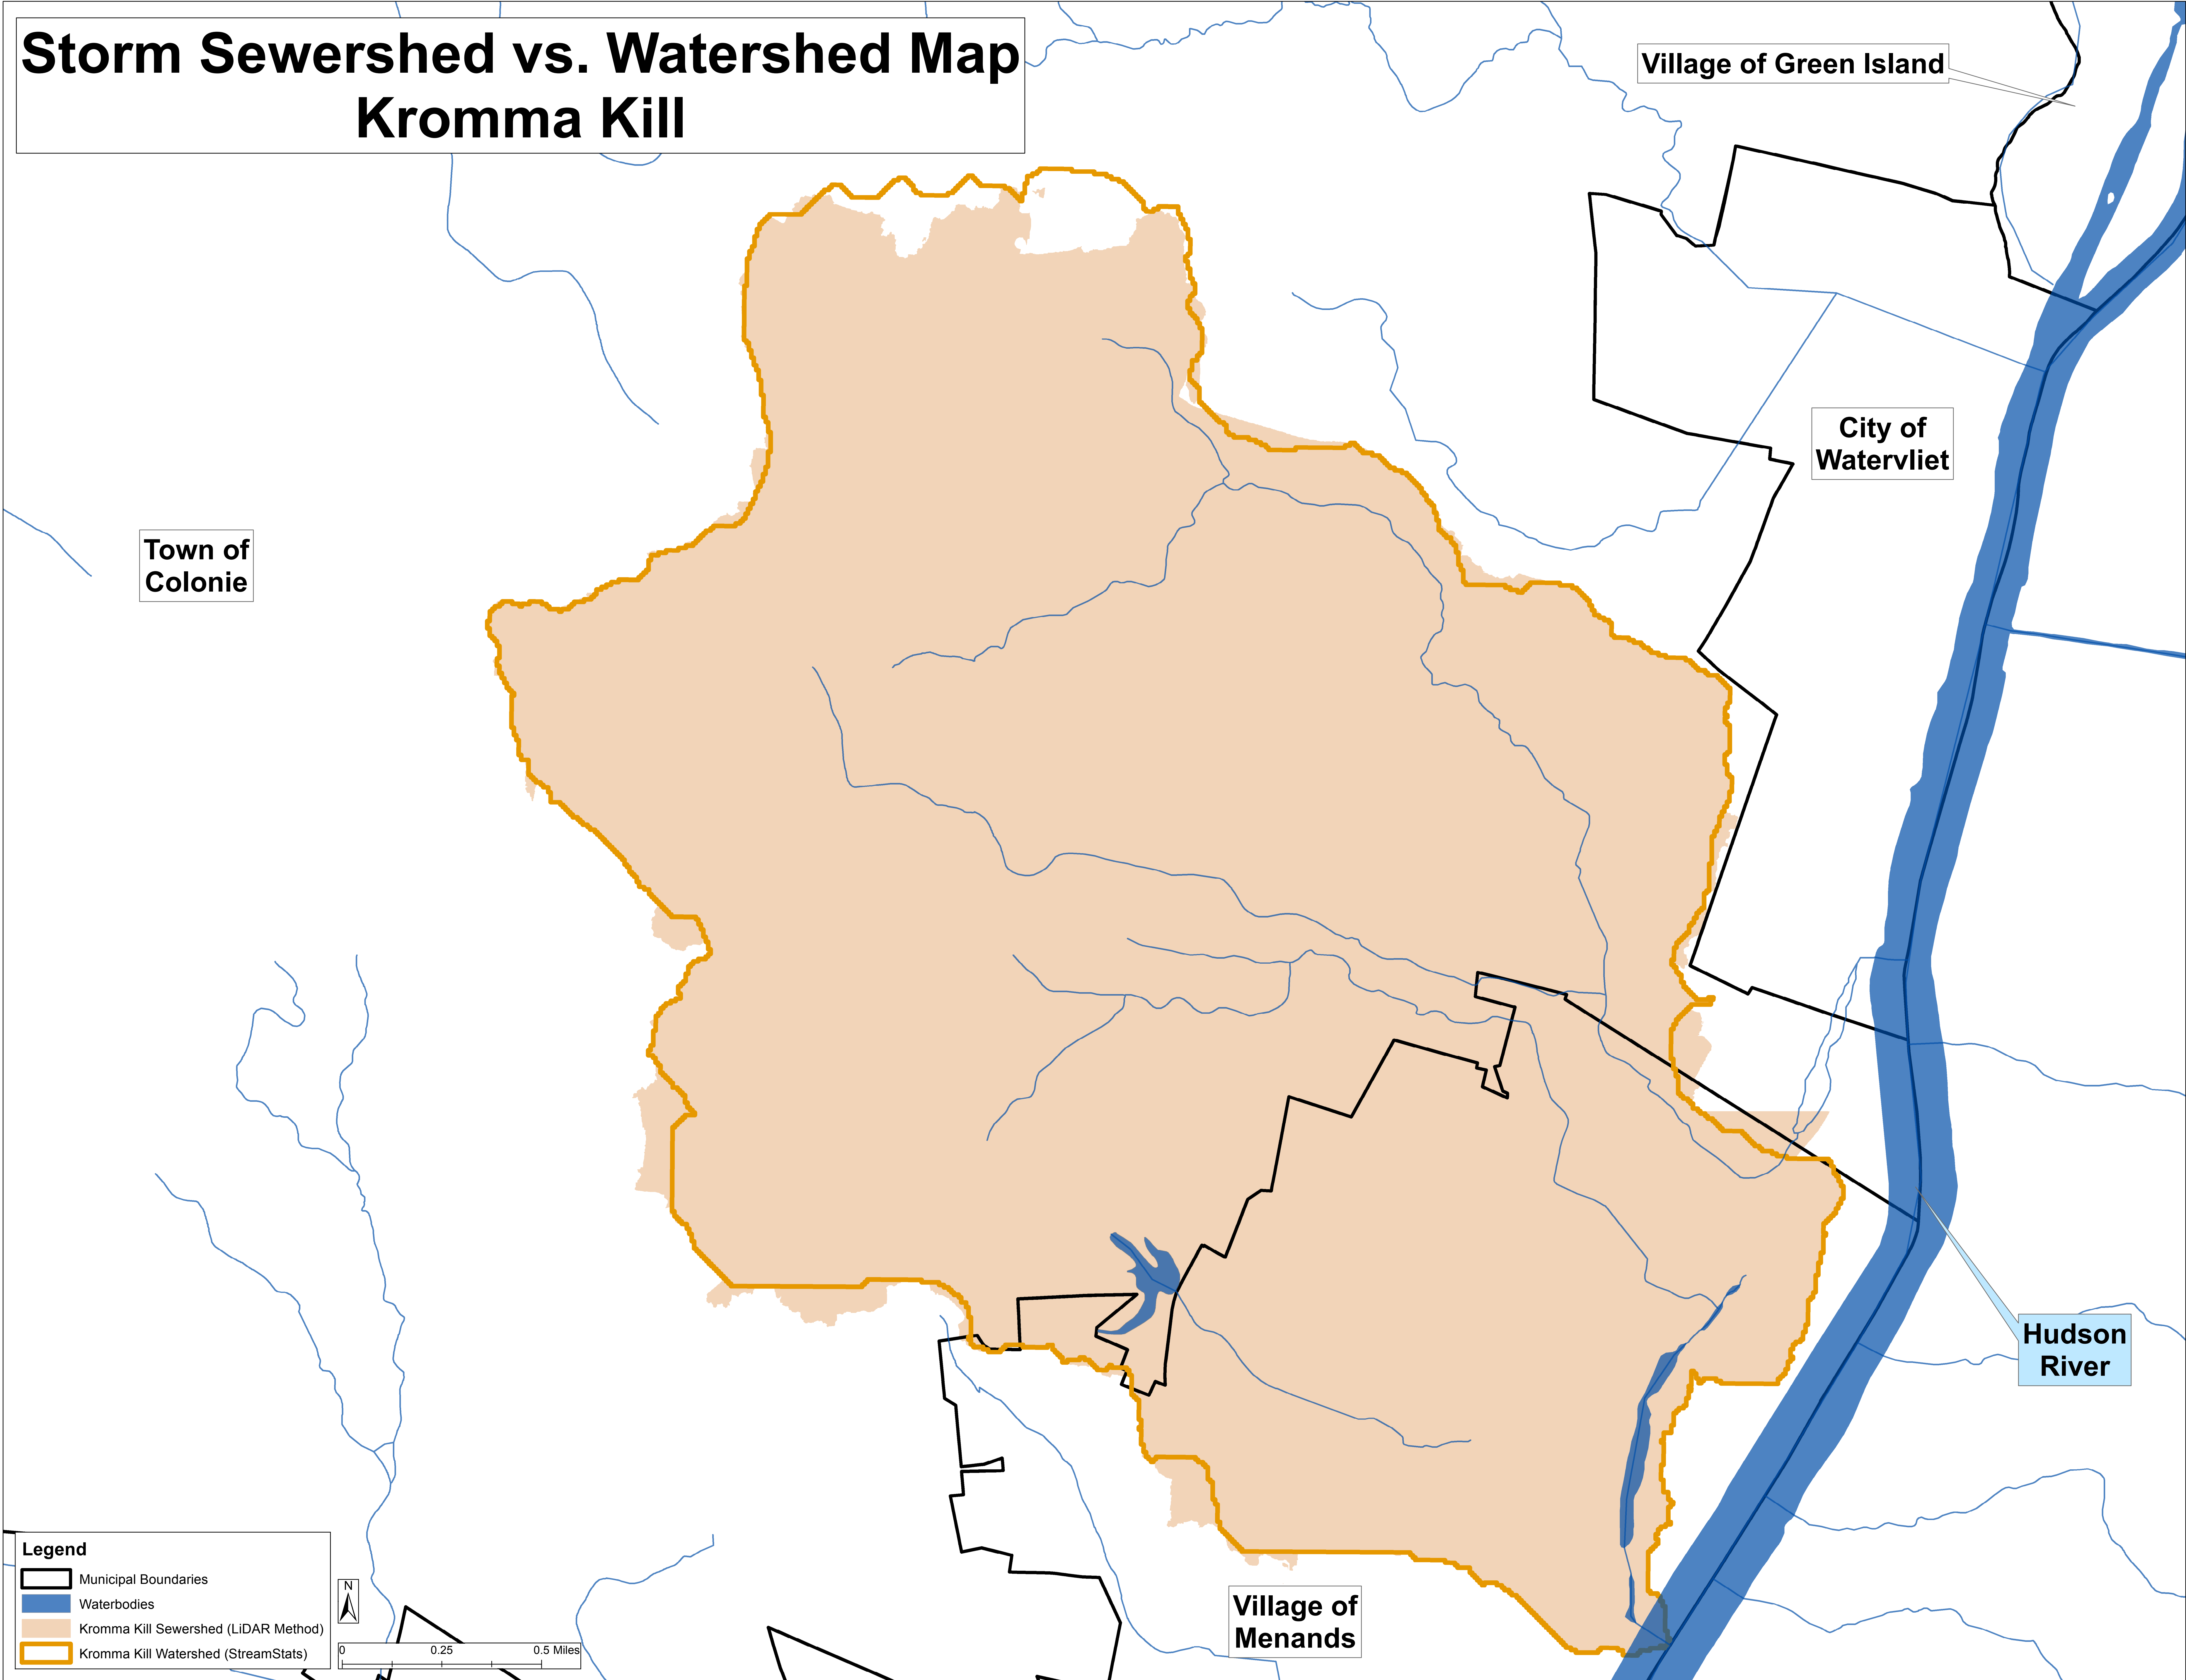 Storm Sewershed vs. Watershed Map
Kromma Kill
Village of Green Island
City of
Watervliet
Town of
Colonie
Hudson
River
Village of
Menands
Legend
Municipal Boundaries
Waterbodies
Kromma Kill Sewershed (LiDAR Method)
Kromma Kill Watershed (StreamStats)
N
0 0.25 0.5 Miles